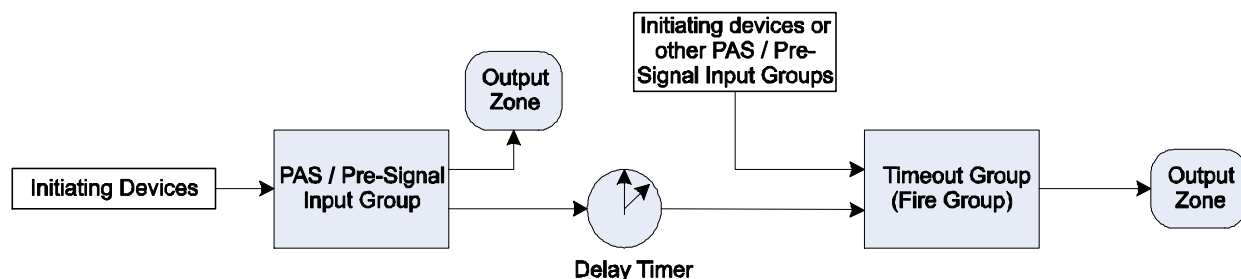 Initiating Devices
PAS / Pre-Signal
Input Group
Output
Zone
Delay Timer
Initiating devices or
other PAS / Pre-
Signal Input Groups
Timeout Group
(Fire Group)
Output
Zone